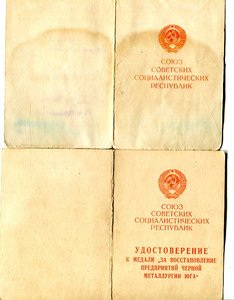 СОЮЗ
СОВЕТСКИХ
СОЦИАЛИСТИЧЕСКИХ
РЕСПУБЛИК
СОЮЗ
СОВЕТСКИХ
СОЦИАЛИСТИЧЕСКИХ
РЕСПУБЛИК
УДОСТОВЕРЕНИЕ
К МЕДАЛИ „ЗА ВОССТАНОВЛЕНИЕ
ПРЕДПРИЯТИЙ ЧЕРНОЙ
МЕТАЛЛУРГИИ ЮГА“